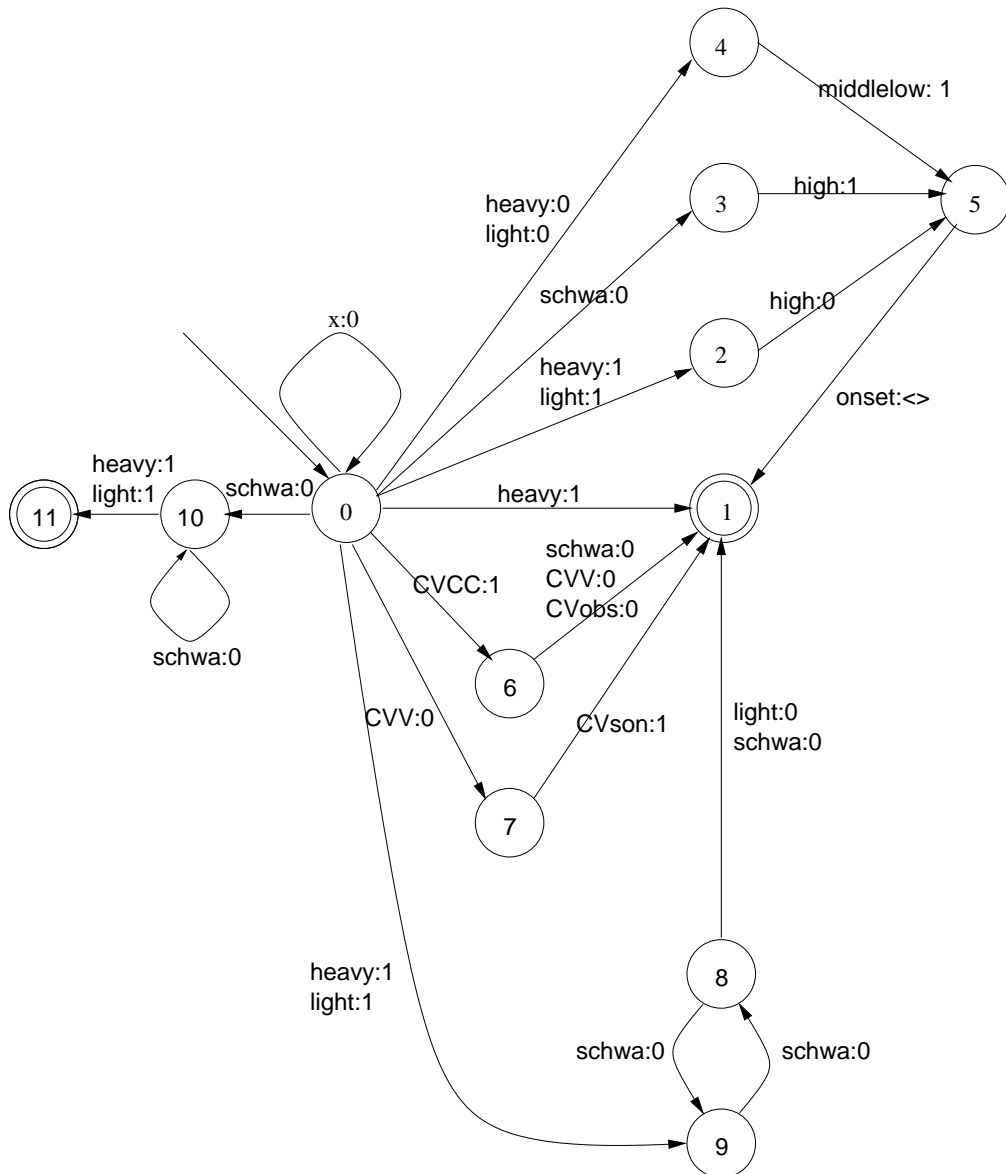 4
middlelow: 1
high:1
3
5
heavy:0
light:0
schwa:0
high:0
x:0
2
heavy:1
light:1
onset:<>
heavy:1
light:1
schwa:0
heavy:1
11
10
0
1
schwa:0
CVV:0
CVobs:0
CVCC:1
schwa:0
6
CVV:0
CVson:1
light:0
schwa:0
7
heavy:1
light:1
8
schwa:0
schwa:0
9